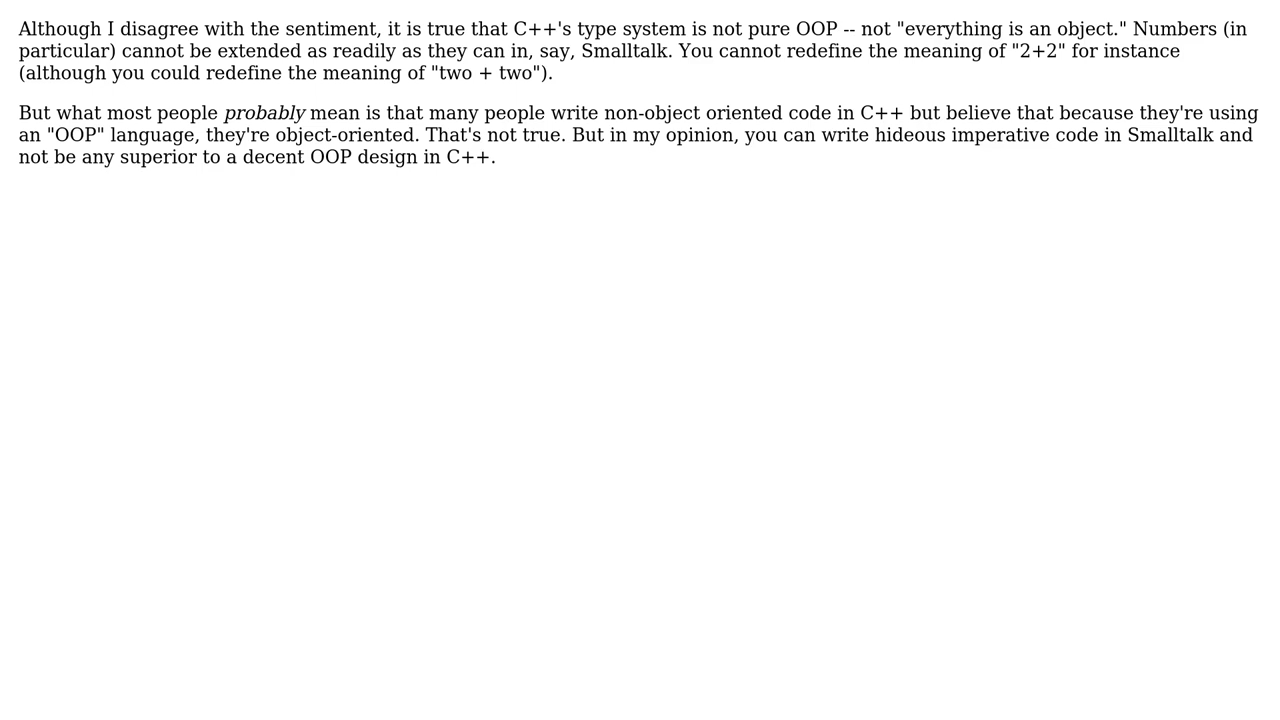 Although I disagree with the sentiment, it is true that C++'s type system is not pure OOP -- not "everything is an object." Numbers (in
particular) cannot be extended as readily as they can in, say, Smalltalk. You cannot redefine the meaning of "2+2" for instance
(although you could redefine the meaning of "two + two").
But what most people probably mean is that many people write non-object oriented code in C++ but believe that because they're using
an "OOP" language, they're object-oriented. That's not true. But in my opinion, you can write hideous imperative code in Smalltalk and
not be any superior to a decent OOP design in C++.